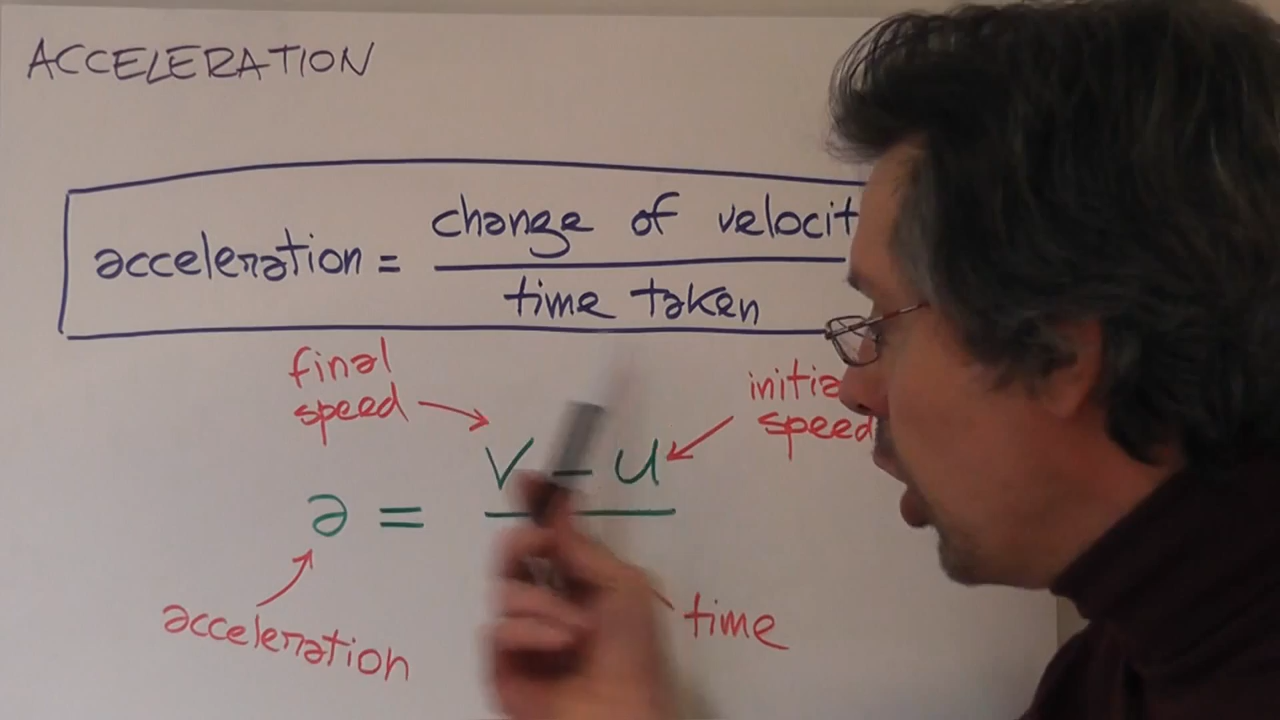 ACCELERATION
change of velocit
acceleration =
time taken
final
speed
initia
speed
v - u
a =
acceleration
time